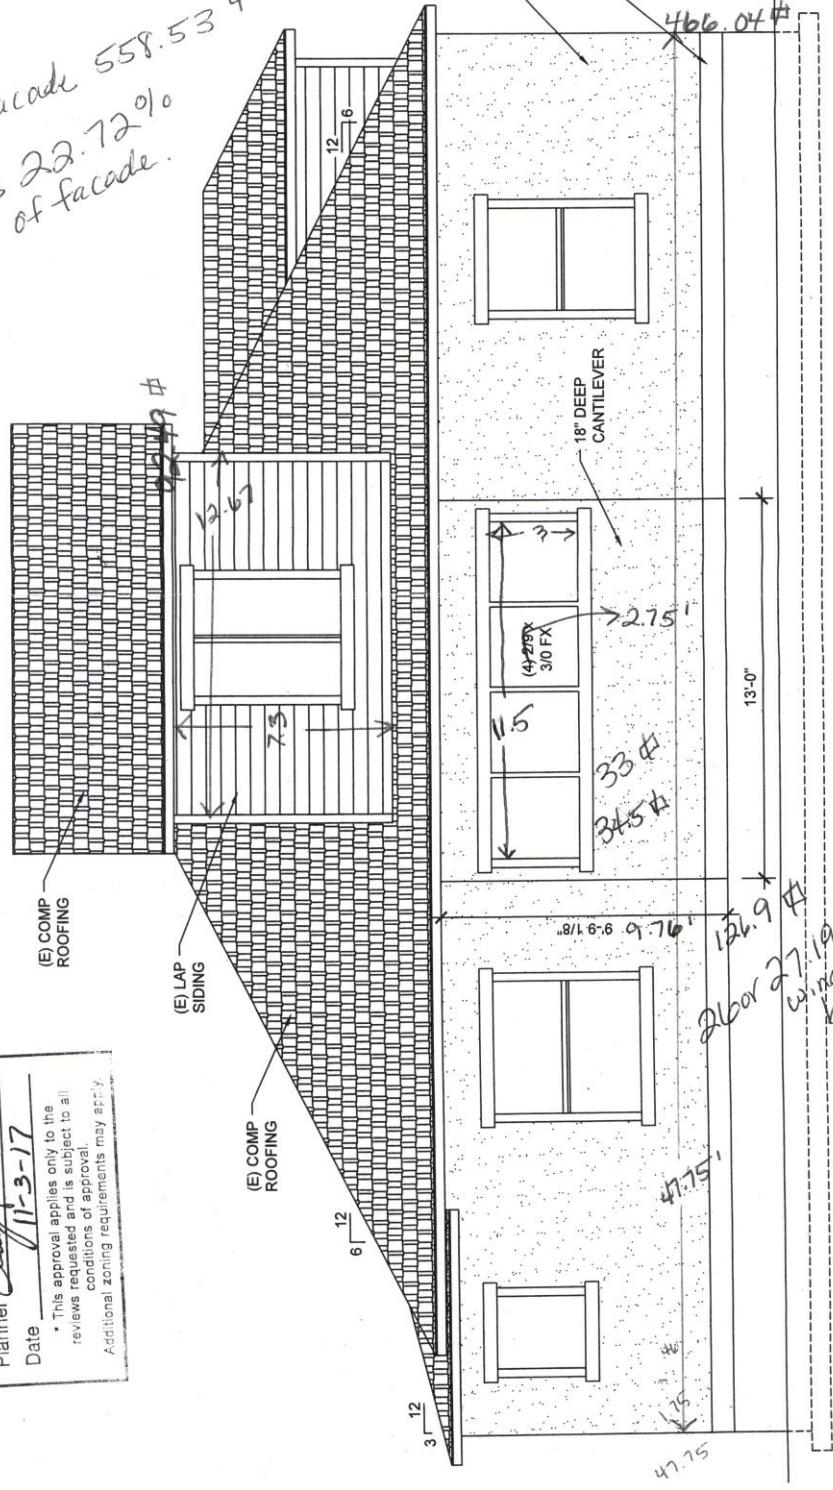 558.53
22.72%
of facade.
466.04
12
6
92.49
12.67
7.3
(E) COMP
ROOFING
(E) LAP
SIDING
(E) COMP
ROOFING
12
6
12
3
18" DEEP
CANTILEVER
3
(4) 2/9 x
3/0 FX
2.75'
11.5
33
34.5
13'-0"
9'-9-1/8"
9.76'
126.9
26 or 27.19
47.75'
47.75
Planner
Date 11-3-17
* This approval applies only to the
reviews requested and is subject to all
conditions of approval.
Additional zoning requirements may apply.